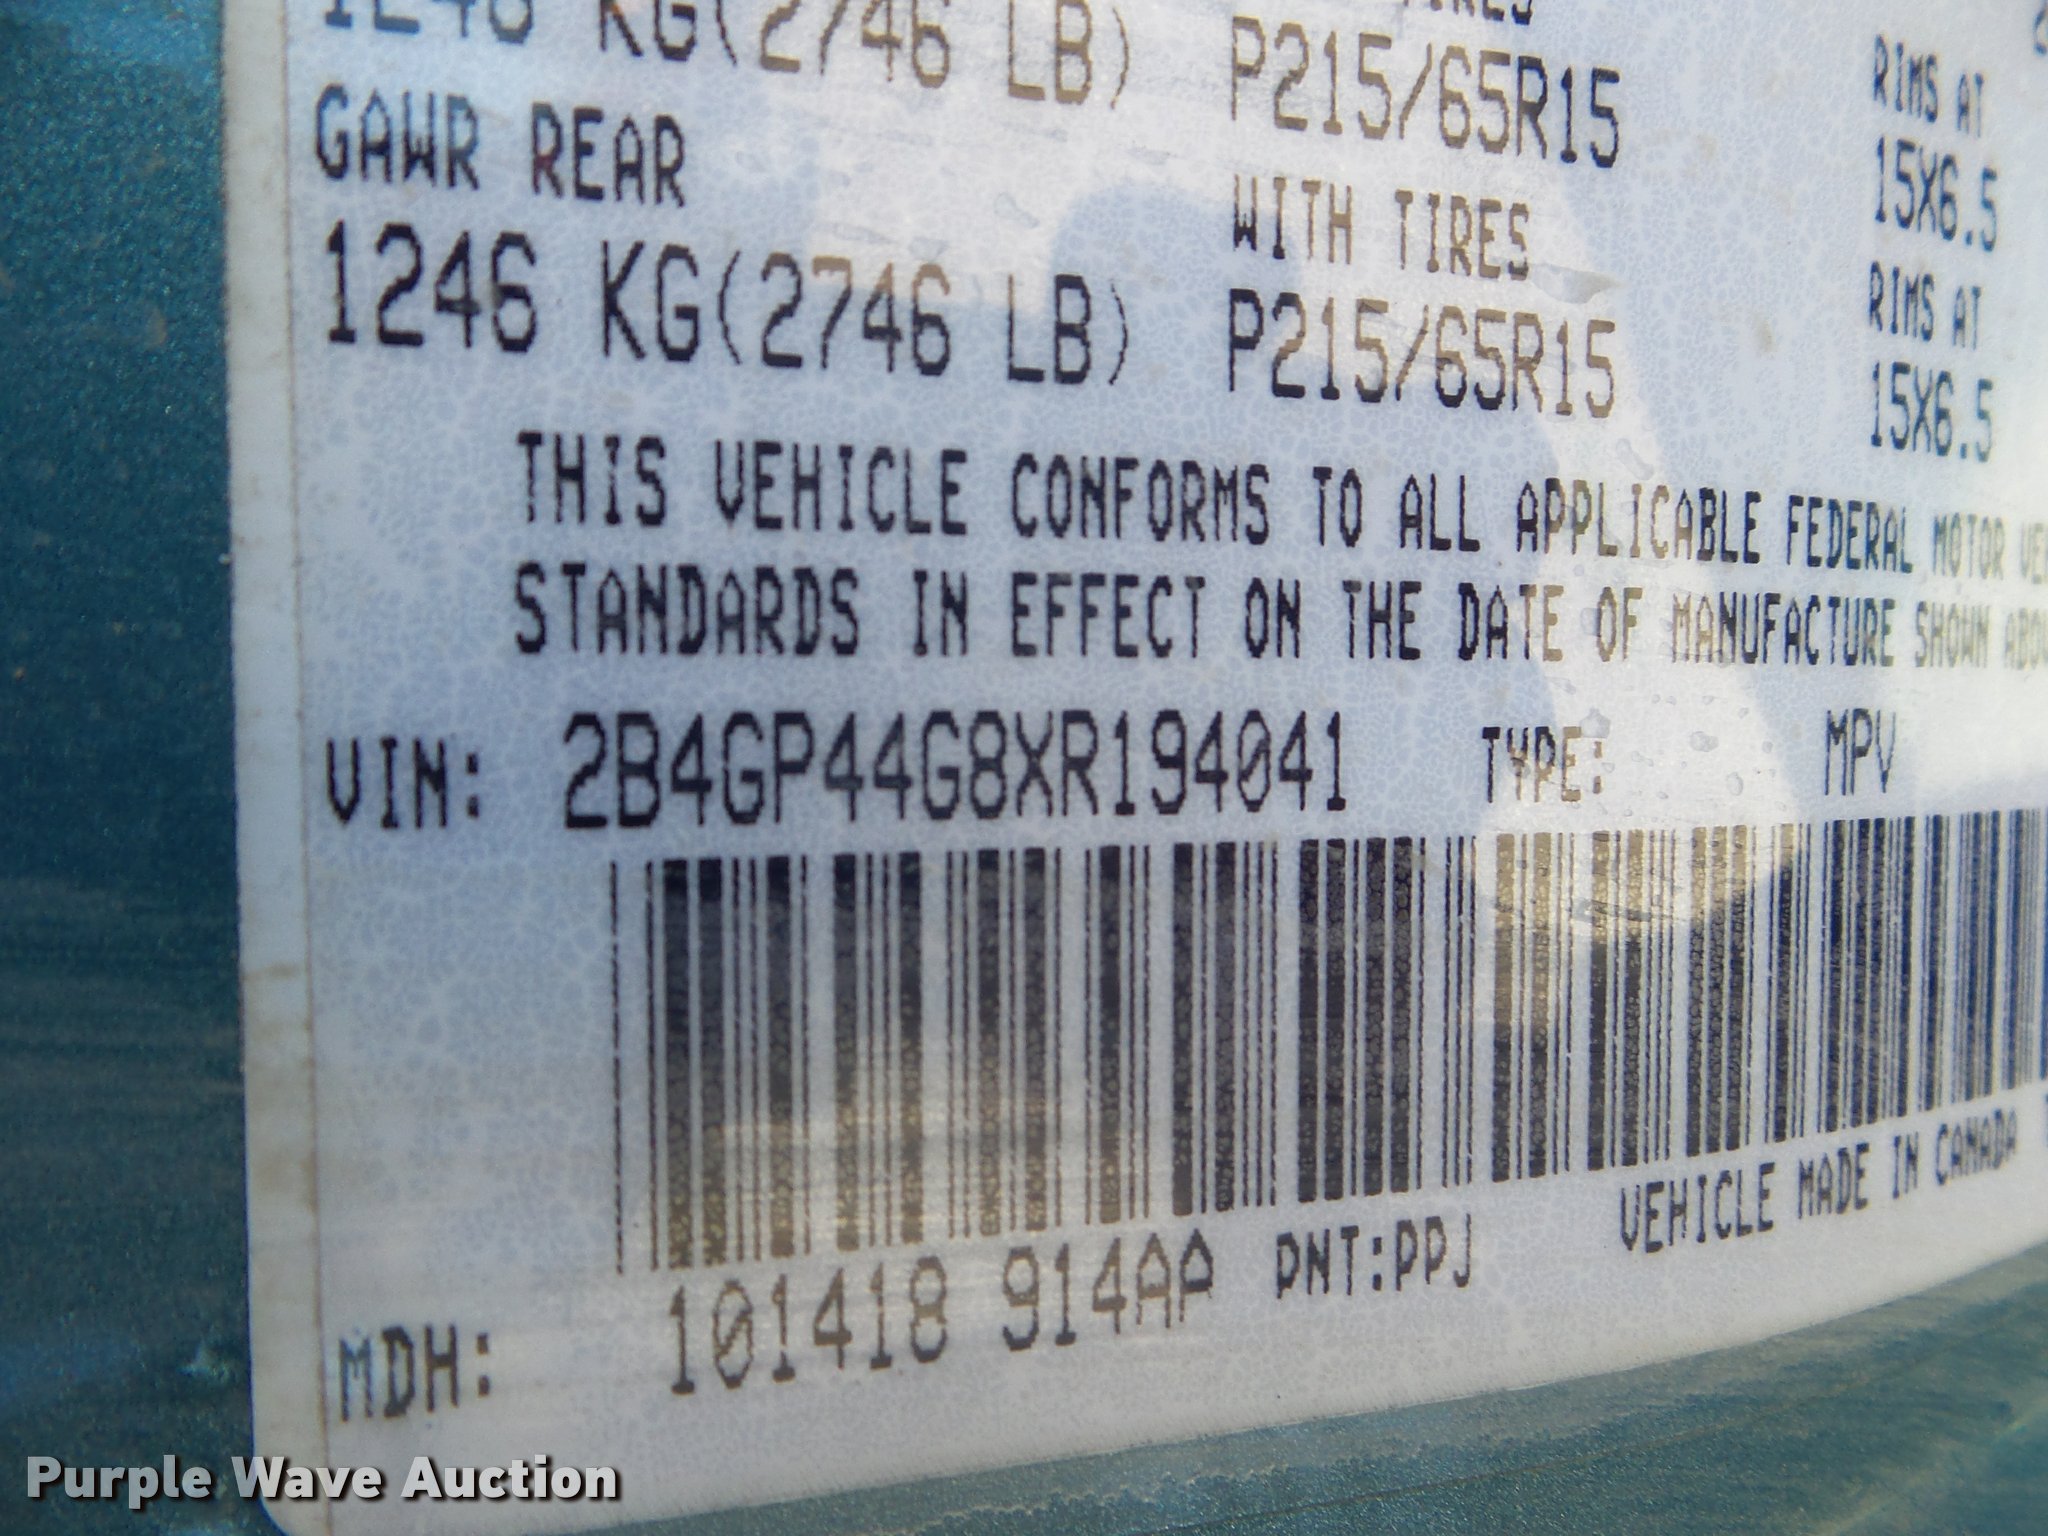 1246 KG(2746 LB) P215/65R15 RIMS AT
GAWR REAR WITH TIRES 15X6.5
1246 KG(2746 LB) P215/65R15 RIMS AT
15X6.5
THIS VEHICLE CONFORMS TO ALL APPLICABLE FEDERAL MOTOR
STANDARDS IN EFFECT ON THE DATE OF MANUFACTURE SHOWN
VIN: 2B4GP44G8XR194041 TYPE: MPV
MDH: 101418 914AA PNT:PPJ VEHICLE MADE IN CANADA
Purple Wave Auction